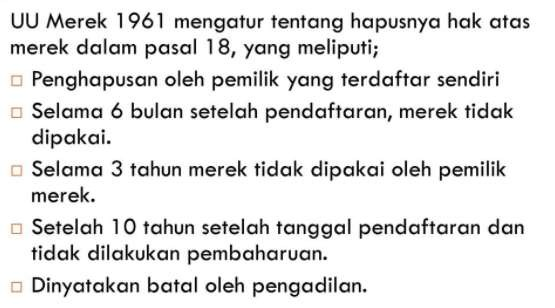 UU Merek 1961 mengatur tentang hapusnya hak atas
merek dalam pasal 18, yang meliputi;
Penghapusan oleh pemilik yang terdaftar sendiri
Selama 6 bulan setelah pendaftaran, merek tidak
dipakai.
Selama 3 tahun merek tidak dipakai oleh pemilik
merek.
Setelah 10 tahun setelah tanggal pendaftaran dan
tidak dilakukan pembaharuan.
Dinyatakan batal oleh pengadilan.